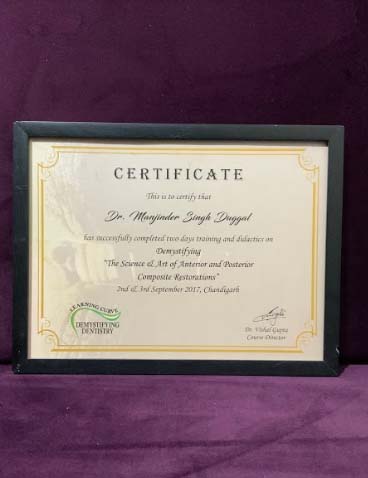 CERTIFICATE
This is to certify that
Dr. Manjinder Singh Duggal
has successfully completed two days training and didactics on
Demystifying
"The Science & Art of Anterior and Posterior
Composite Restorations"
2nd & 3rd September 2017, Chandigarh
LEARNING CURVE
DEMYSTIFYING
DENTISTRY
Dr. Vishal Gupta
Course Director